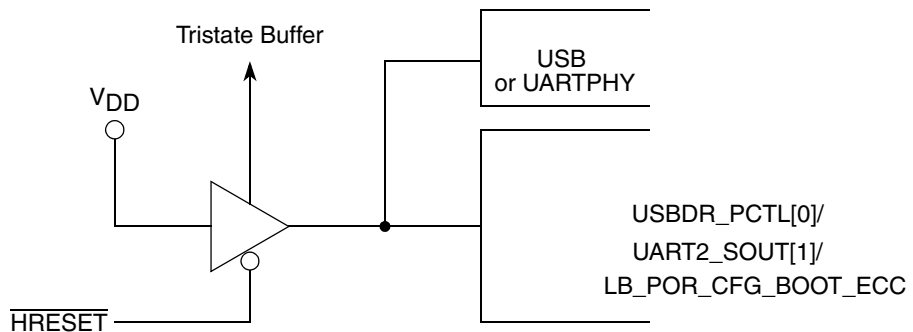 Tristate Buffer
VDD
USB
or UARTPHY
USBDR_PCTL[0]/
UART2_SOUT[1]/
LB_POR_CFG_BOOT_ECC
HRESET